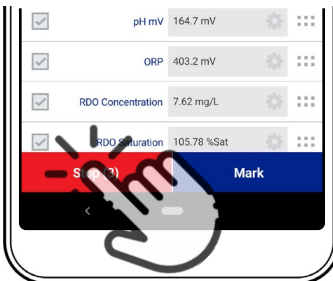 pH mV 164.7 mV
ORP 403.2 mV
RDO Concentration 7.62 mg/L
RDO Saturation 105.78 %Sat
Stop (3) Mark